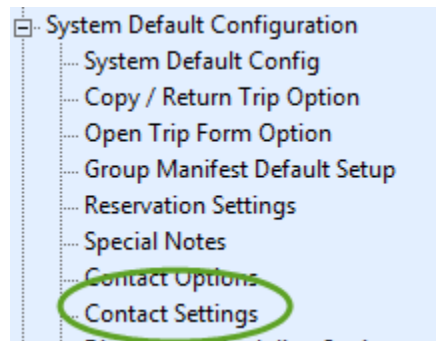 System Default Configuration
System Default Config
Copy / Return Trip Option
Open Trip Form Option
Group Manifest Default Setup
Reservation Settings
Special Notes
Contact Options
Contact Settings